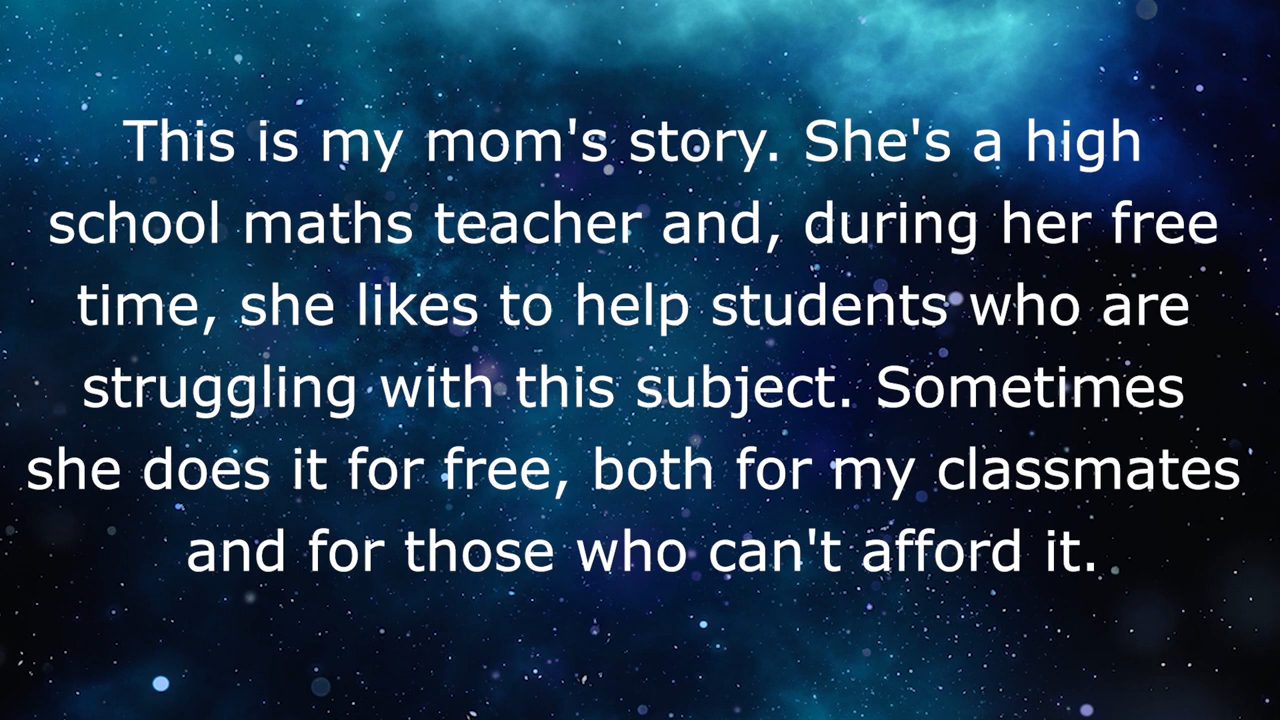 This is my mom's story. She's a high
school maths teacher and, during her free
time, she likes to help students who are
struggling with this subject. Sometimes
she does it for free, both for my classmates
and for those who can't afford it.